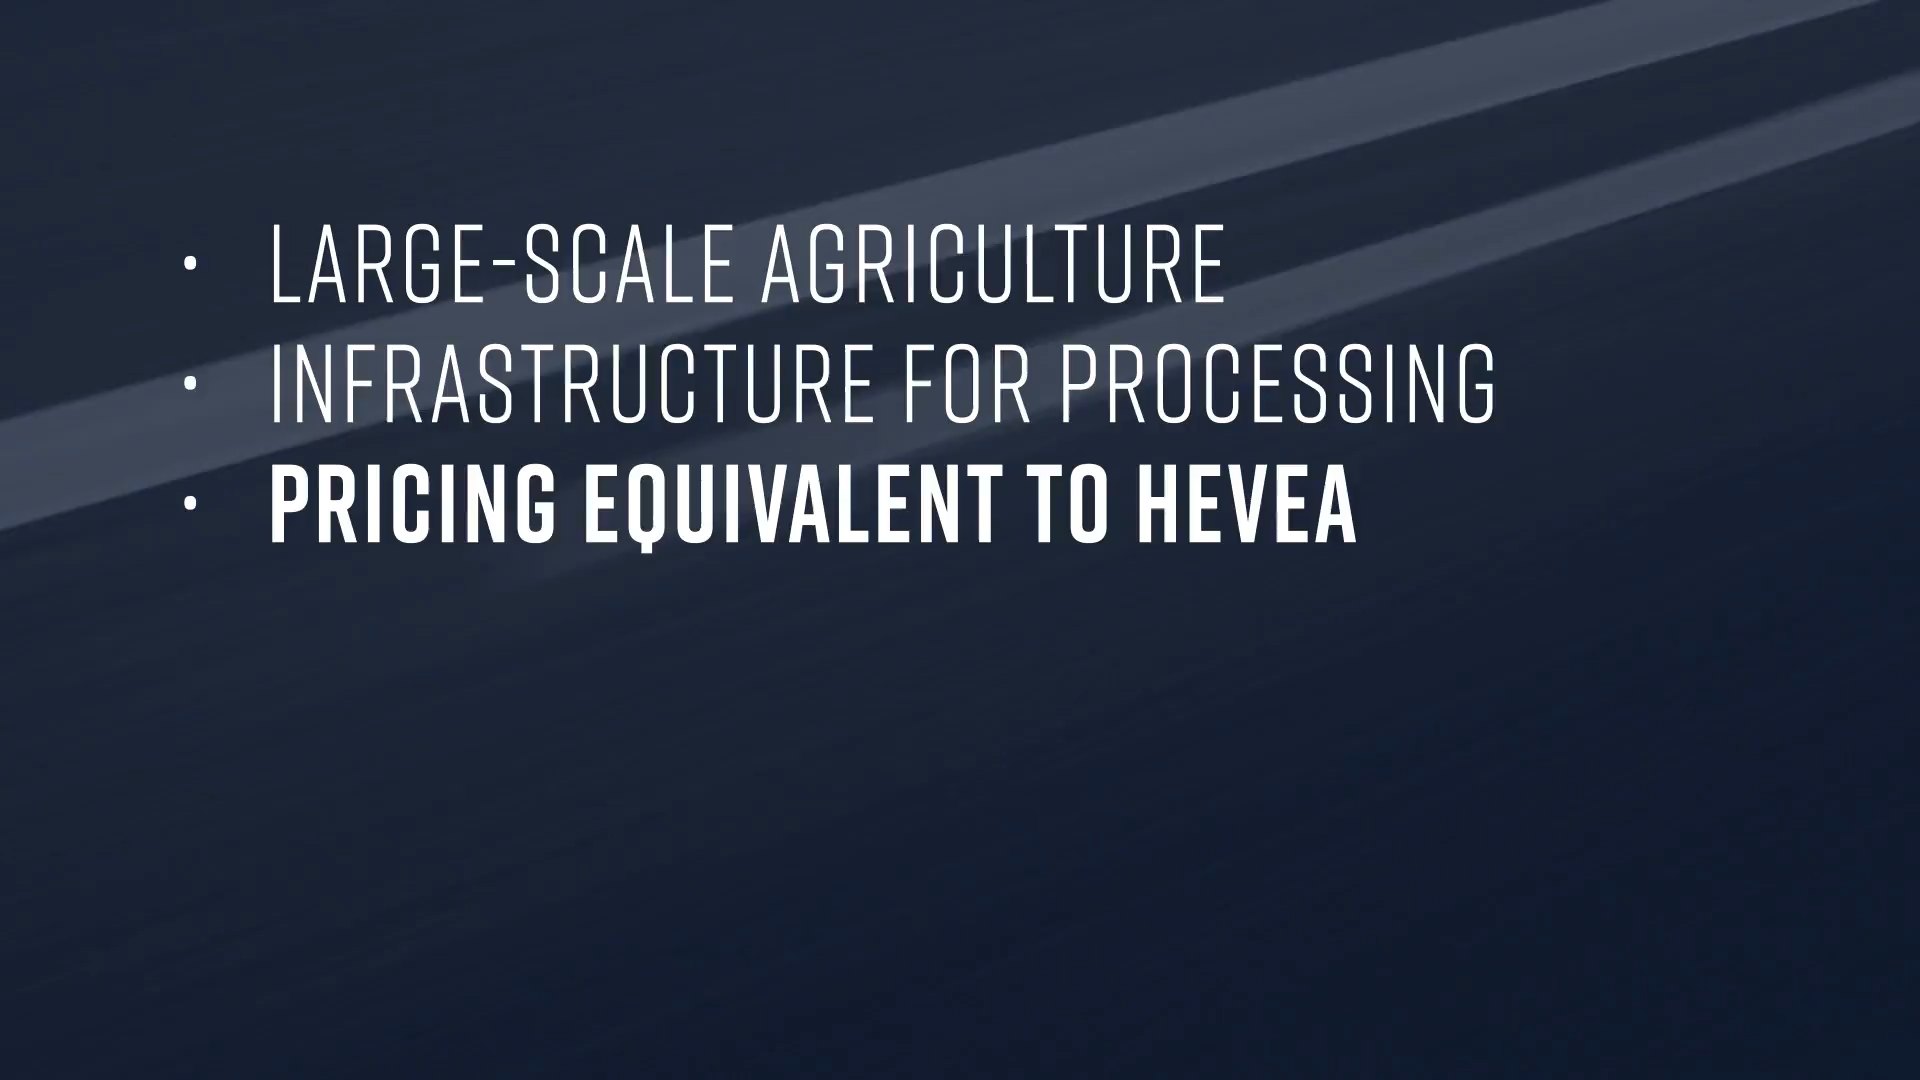 • LARGE-SCALE AGRICULTURE
• INFRASTRUCTURE FOR PROCESSING
• PRICING EQUIVALENT TO HEVEA